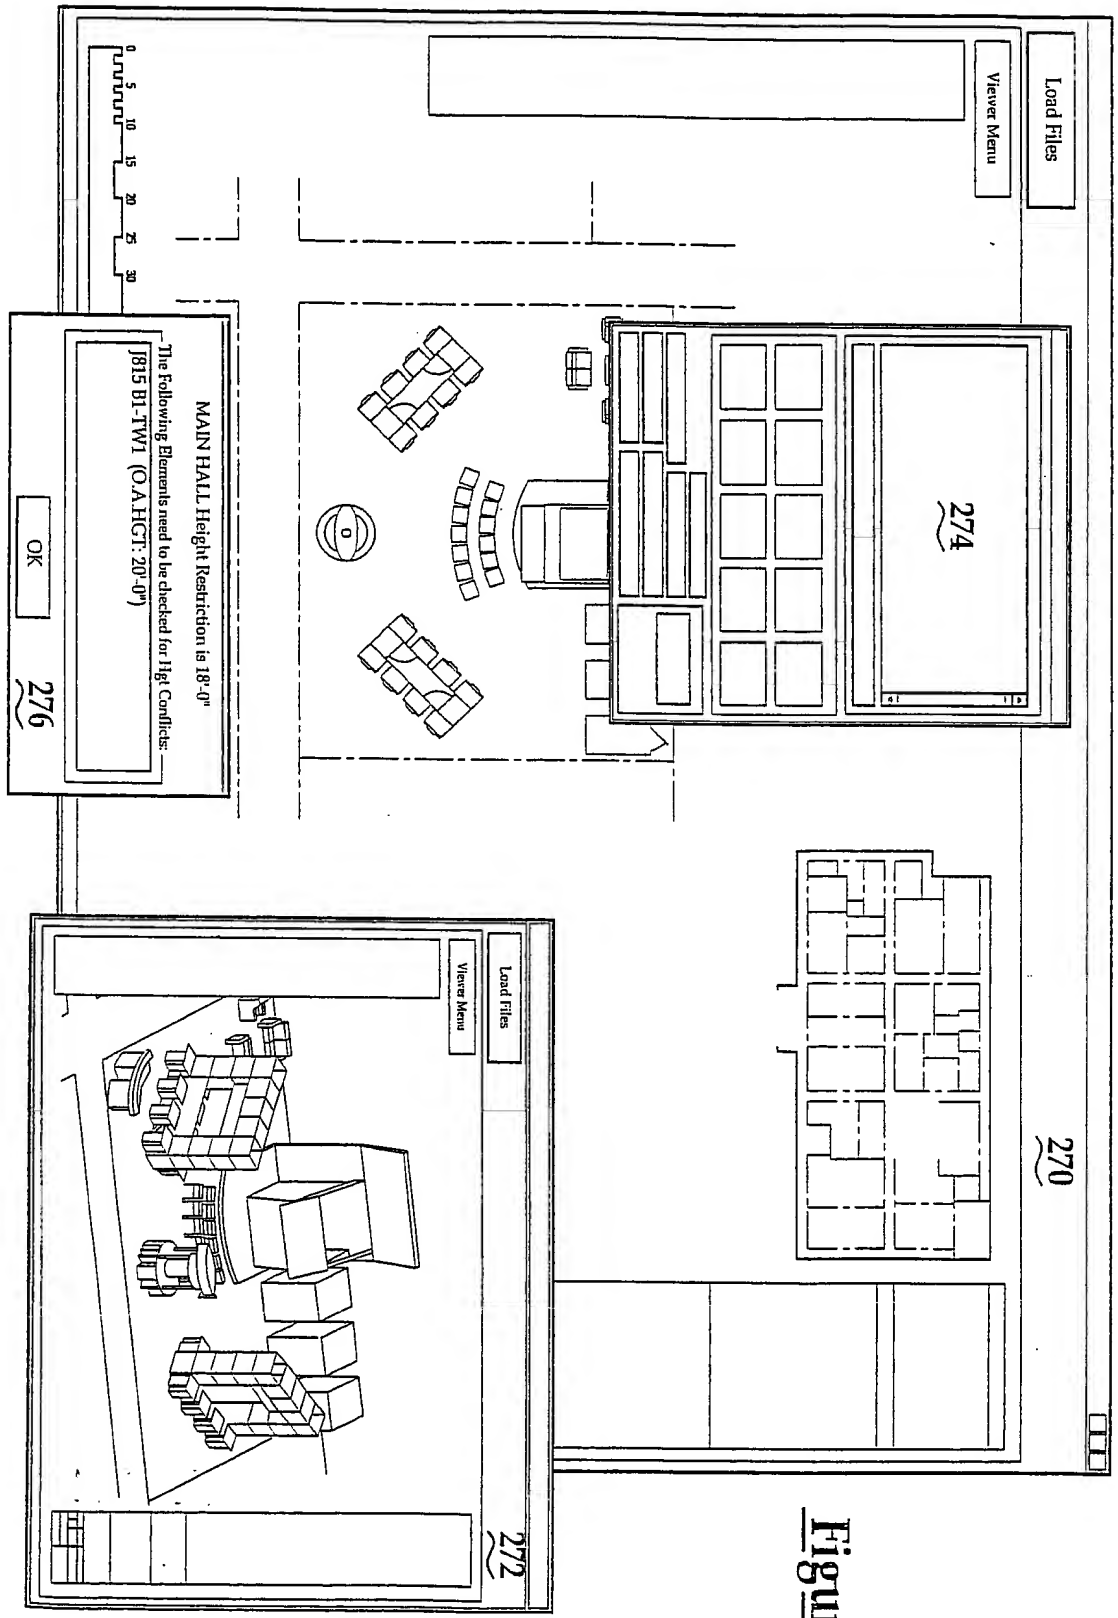 Load Files
Viewer Menu
270
274
0 5 10 15 20 25 30
MAIN HALL Height Restriction is 18'-0"
The Following Elements need to be checked for Hgt Conflicts:
J815 B1-TW1 (O.A.HGT: 20'-0")
OK
276
Load Files
Viewer Menu
272